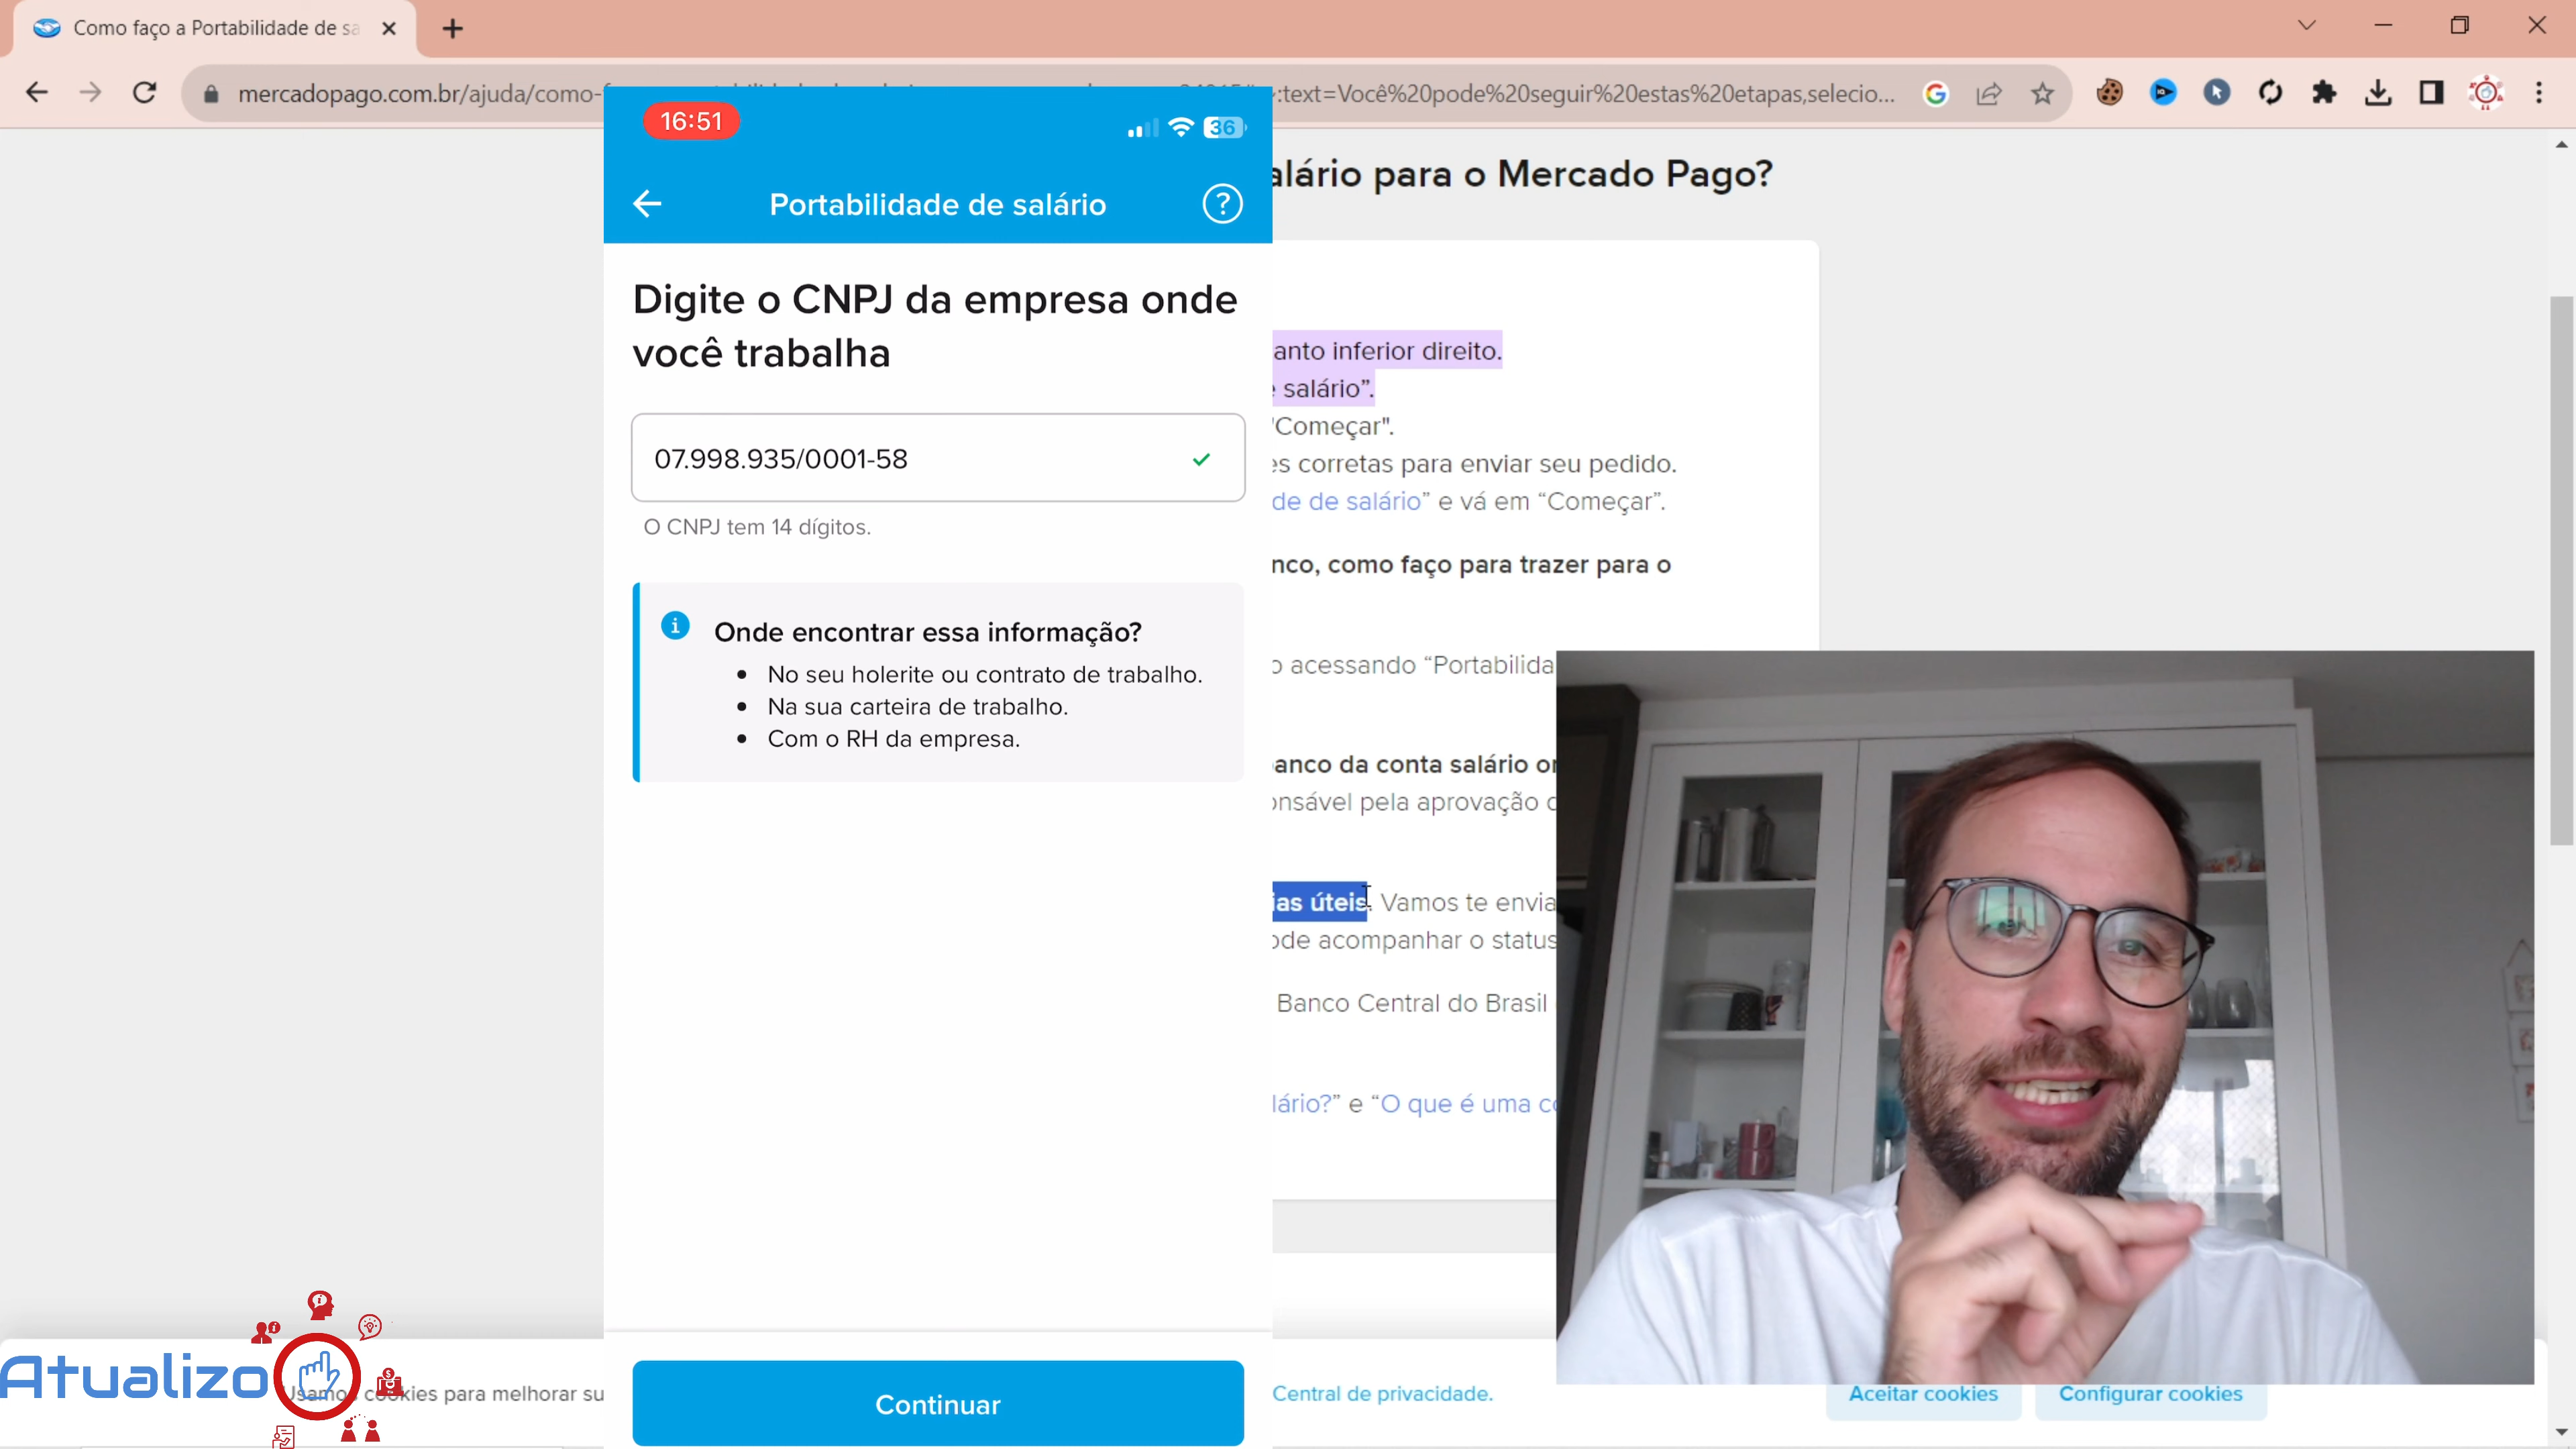 Como faço a Portabilidade de sa
mercadopago.com.br/ajuda/como-
:text=Você%20pode%20seguir%20estas%20etapas,selecio...
16:51
36
Portabilidade de salário
?
Digite o CNPJ da empresa onde
você trabalha
07.998.935/0001-58
O CNPJ tem 14 dígitos.
Onde encontrar essa informação?
• No seu holerite ou contrato de trabalho.
• Na sua carteira de trabalho.
• Com o RH da empresa.
Continuar
alário para o Mercado Pago?
anto inferior direito.
salário”.
"Começar".
es corretas para enviar seu pedido.
de de salário” e vá em “Começar”.
nco, como faço para trazer para o
o acessando “Portabilida
anco da conta salário or
onsável pela aprovação
ias úteis. Vamos te envia
ode acompanhar o status
Banco Central do Brasil
lário?” e “O que é uma co
Atualizo
Usamos cookies para melhorar su
Central de privacidade.
Aceitar cookies
Configurar cookies